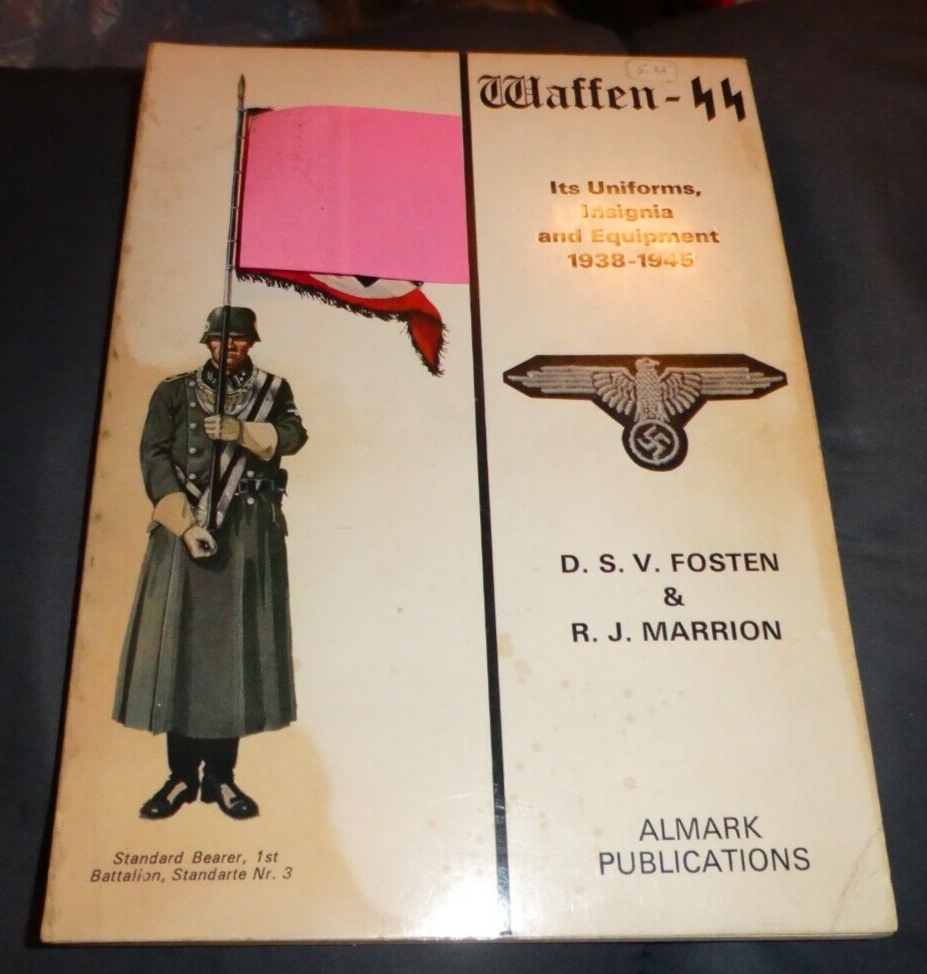 Waffen-SS
Its Uniforms,
Insignia
and Equipment
1938-1945
D. S. V. FOSTEN
&
R. J. MARRION
ALMARK
PUBLICATIONS
Standard Bearer, 1st
Battalion, Standarte Nr. 3